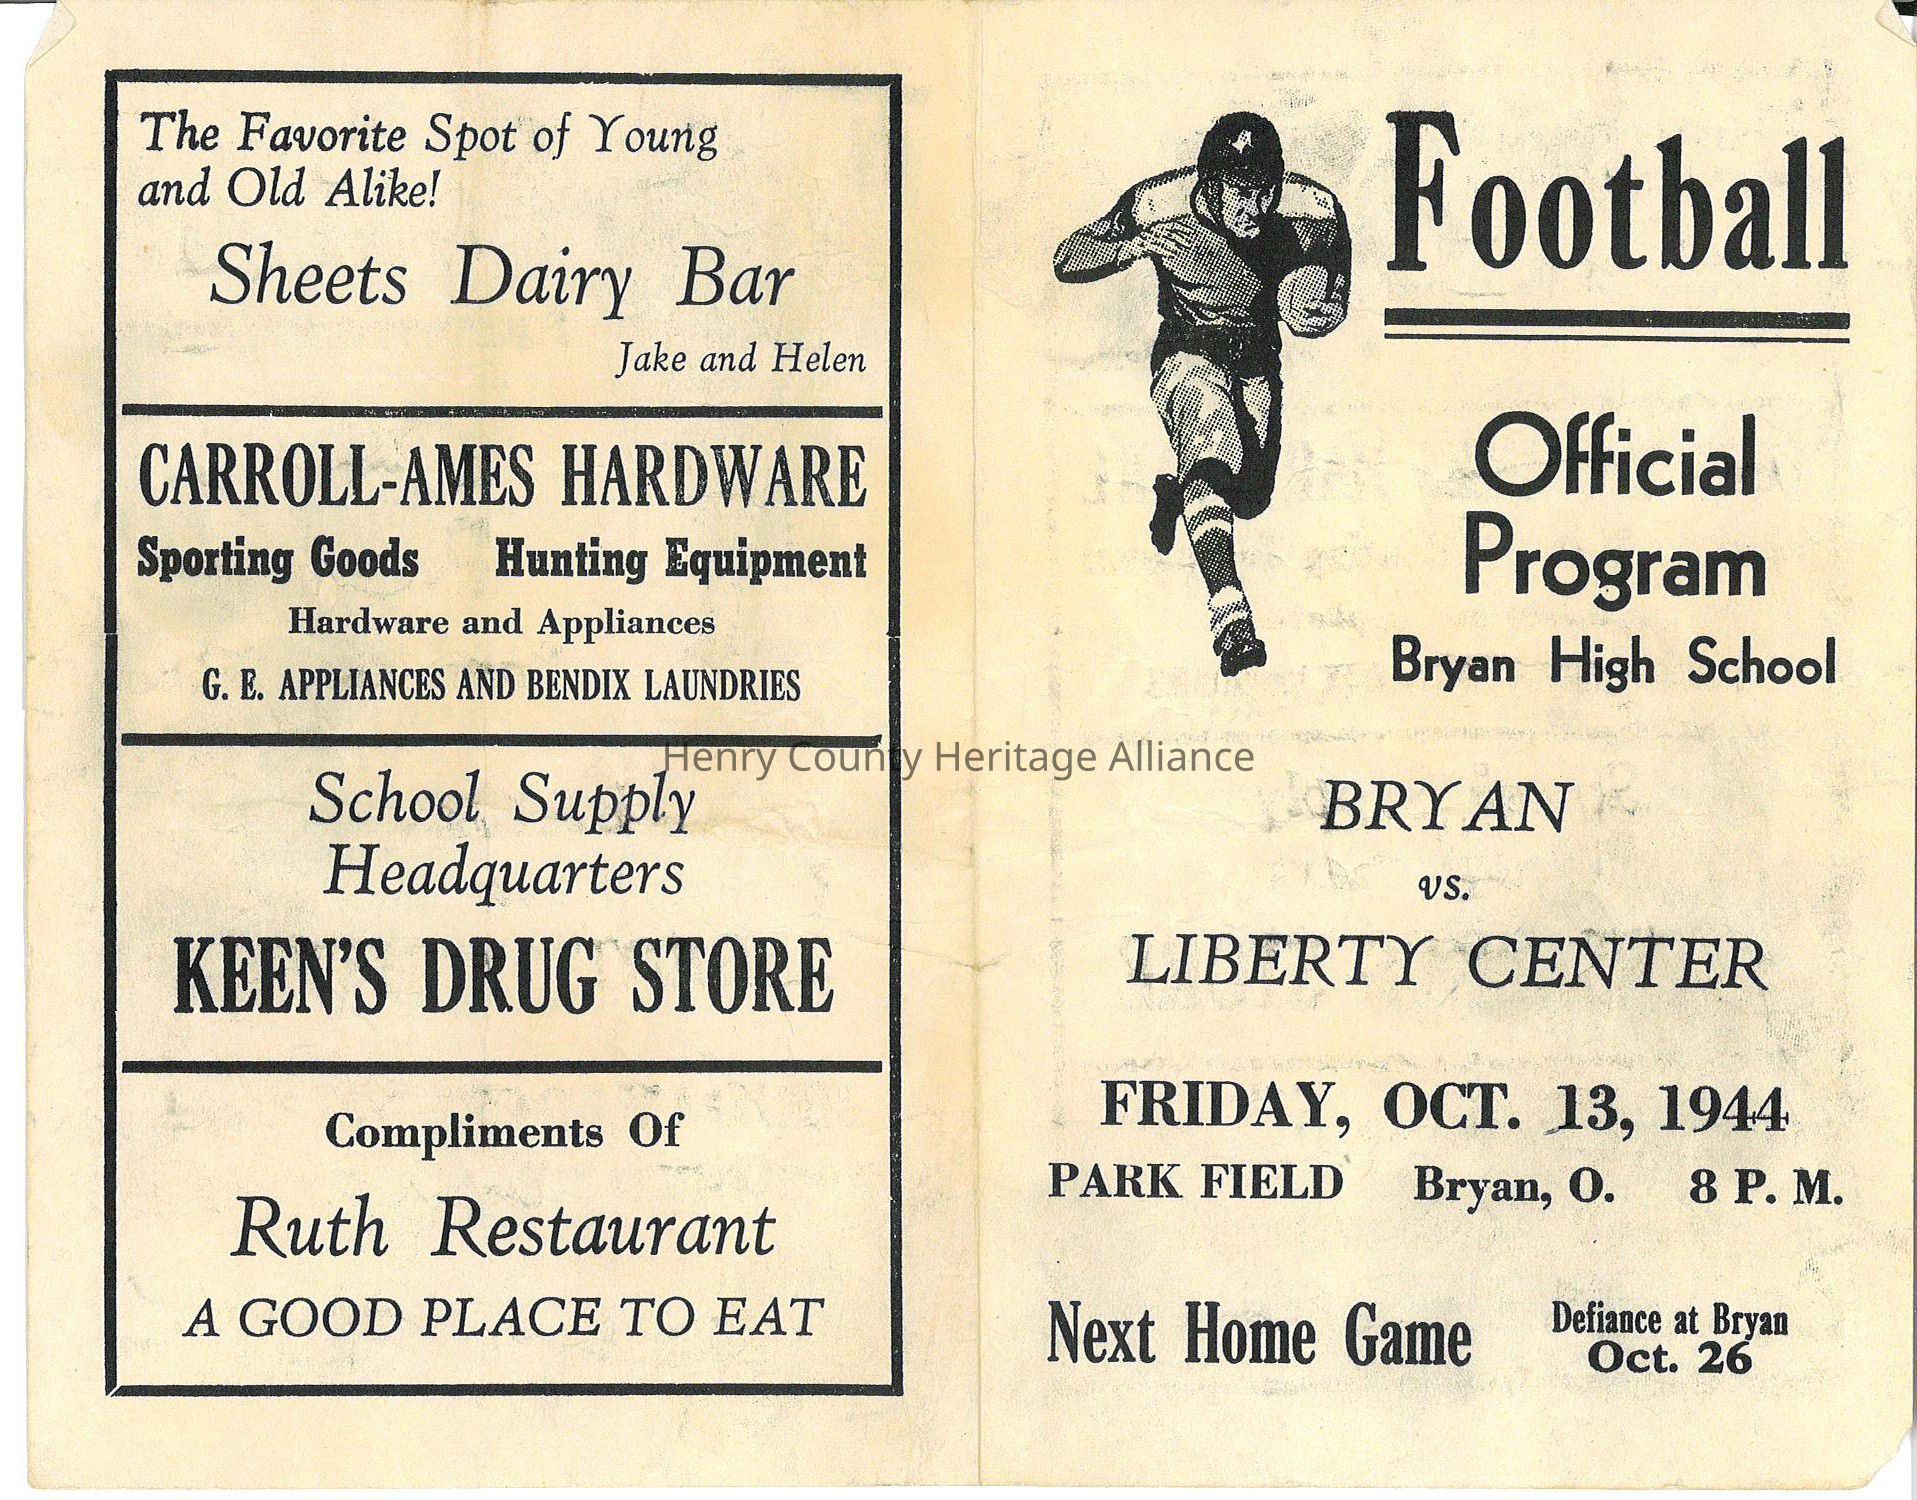 The Favorite Spot of Young
and Old Alike!
Sheets Dairy Bar
Jake and Helen
CARROLL-AMES HARDWARE
Sporting Goods Hunting Equipment
Hardware and Appliances
G. E. APPLIANCES AND BENDIX LAUNDRIES
School Supply
Headquarters
KEEN'S DRUG STORE
Compliments Of
Ruth Restaurant
A GOOD PLACE TO EAT
Football
Official
Program
Bryan High School
Henry County Heritage Alliance
BRYAN
vs.
LIBERTY CENTER
FRIDAY, OCT. 13, 1944
PARK FIELD Bryan, O. 8 P. M.
Next Home Game
Defiance at Bryan
Oct. 26